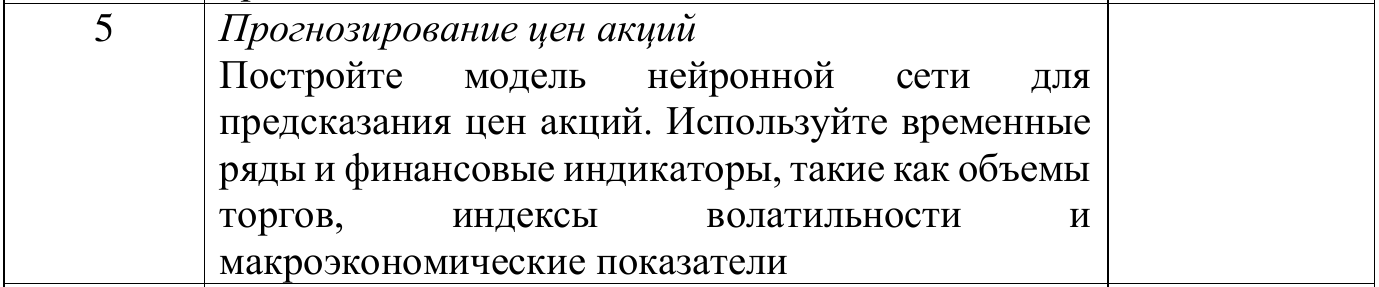 5
Прогнозирование цен акций
Постройте модель нейронной сети для
предсказания цен акций. Используйте временные
ряды и финансовые индикаторы, такие как объемы
торгов, индексы волатильности и
макроэкономические показатели